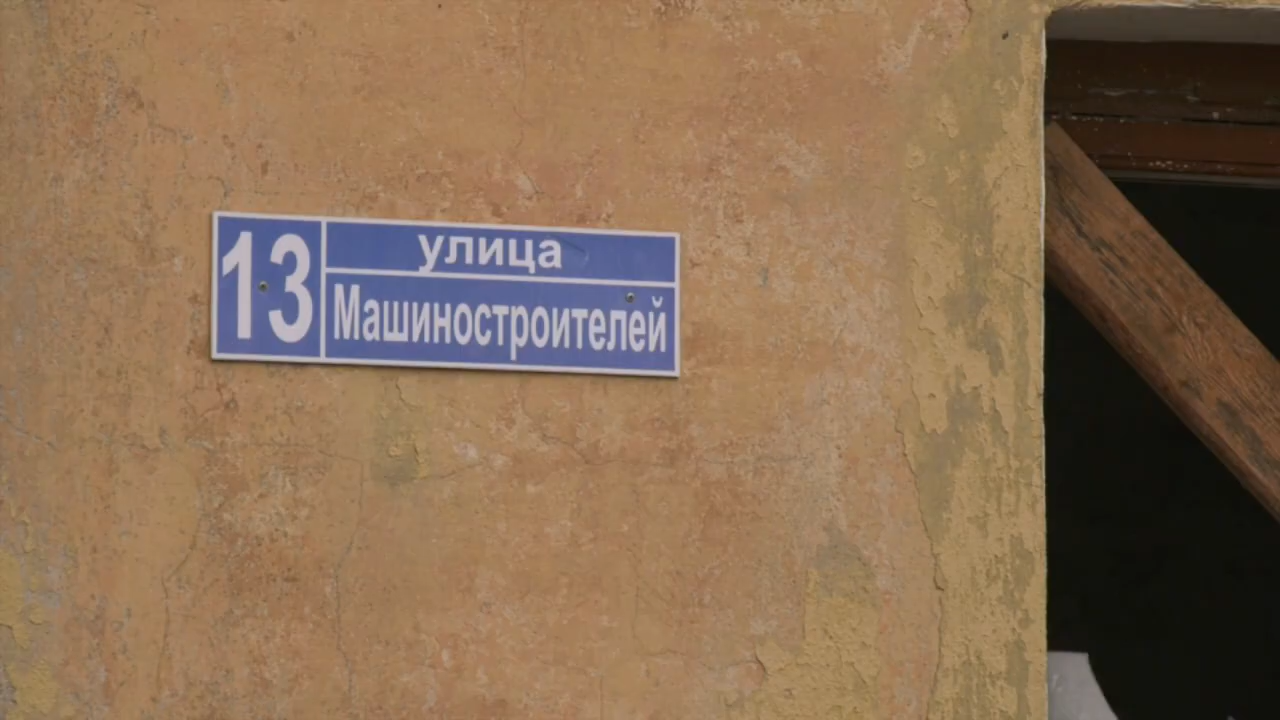 13
улица
Машиностроителей